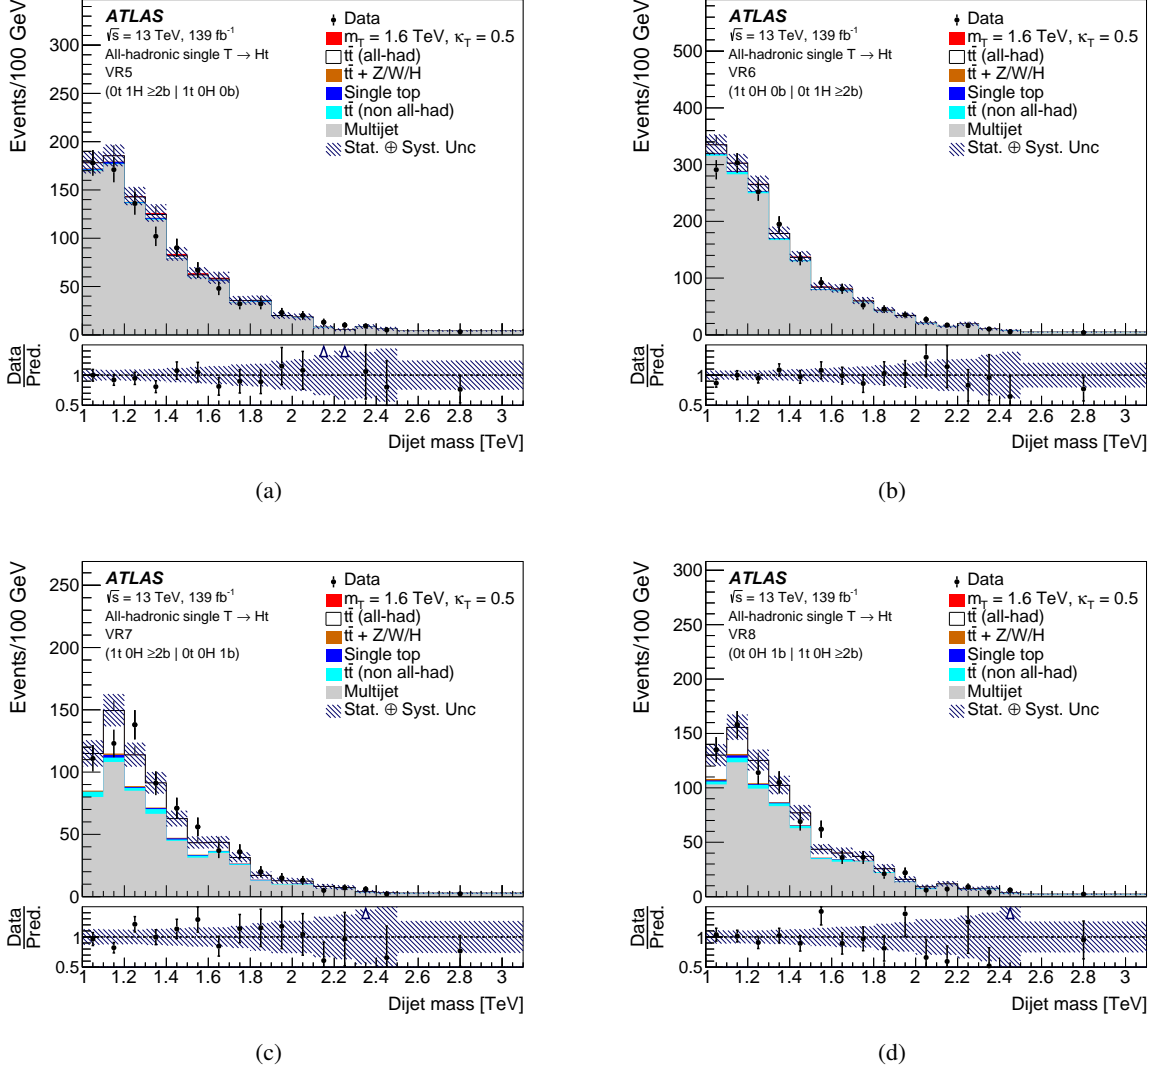 Events/100 GeV
300
250
200
150
100
50
0
ATLAS
√s = 13 TeV, 139 fb⁻¹
All-hadronic single T → Ht
VR5
(0t 1H ≥2b | 1t 0H 0b)
Data
m_T = 1.6 TeV, κ_T = 0.5
tt̄ (all-had)
tt̄ + Z/W/H
Single top
tt̄ (non all-had)
Multijet
Stat. ⊕ Syst. Unc
Data
Pred.
1
0.5
1 1.2 1.4 1.6 1.8 2 2.2 2.4 2.6 2.8 3
Dijet mass [TeV]
(a)
Events/100 GeV
500
400
300
200
100
0
ATLAS
√s = 13 TeV, 139 fb⁻¹
All-hadronic single T → Ht
VR6
(1t 0H 0b | 0t 1H ≥2b)
Data
m_T = 1.6 TeV, κ_T = 0.5
tt̄ (all-had)
tt̄ + Z/W/H
Single top
tt̄ (non all-had)
Multijet
Stat. ⊕ Syst. Unc
Data
Pred.
1
0.5
1 1.2 1.4 1.6 1.8 2 2.2 2.4 2.6 2.8 3
Dijet mass [TeV]
(b)
Events/100 GeV
250
200
150
100
50
0
ATLAS
√s = 13 TeV, 139 fb⁻¹
All-hadronic single T → Ht
VR7
(1t 0H ≥2b | 0t 0H 1b)
Data
m_T = 1.6 TeV, κ_T = 0.5
tt̄ (all-had)
tt̄ + Z/W/H
Single top
tt̄ (non all-had)
Multijet
Stat. ⊕ Syst. Unc
Data
Pred.
1
0.5
1 1.2 1.4 1.6 1.8 2 2.2 2.4 2.6 2.8 3
Dijet mass [TeV]
(c)
Events/100 GeV
300
250
200
150
100
50
0
ATLAS
√s = 13 TeV, 139 fb⁻¹
All-hadronic single T → Ht
VR8
(0t 0H 1b | 1t 0H ≥2b)
Data
m_T = 1.6 TeV, κ_T = 0.5
tt̄ (all-had)
tt̄ + Z/W/H
Single top
tt̄ (non all-had)
Multijet
Stat. ⊕ Syst. Unc
Data
Pred.
1
0.5
1 1.2 1.4 1.6 1.8 2 2.2 2.4 2.6 2.8 3
Dijet mass [TeV]
(d)